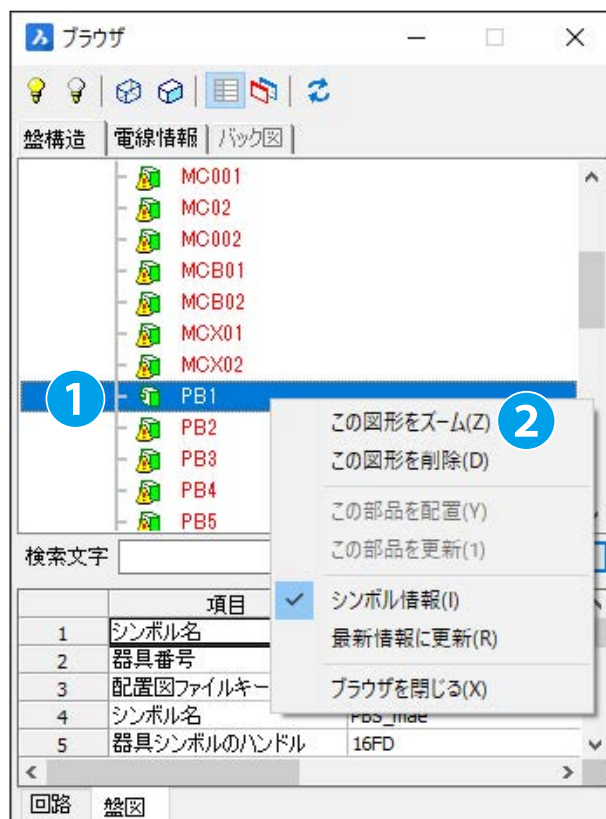 ブラウザ
盤構造 電線情報 バック図
MC001
MC02
MC002
MCB01
MCB02
MCX01
MCX02
1 PB1
PB2
PB3
PB4
PB5
この図形をズーム(Z) 2
この図形を削除(D)
この部品を配置(Y)
この部品を更新(1)
シンボル情報(I)
最新情報に更新(R)
ブラウザを閉じる(X)
検索文字
項目
1 シンボル名
2 器具番号
3 配置図ファイルキー
4 シンボル名 PBS_mae
5 器具シンボルのハンドル 16FD
回路 盤図